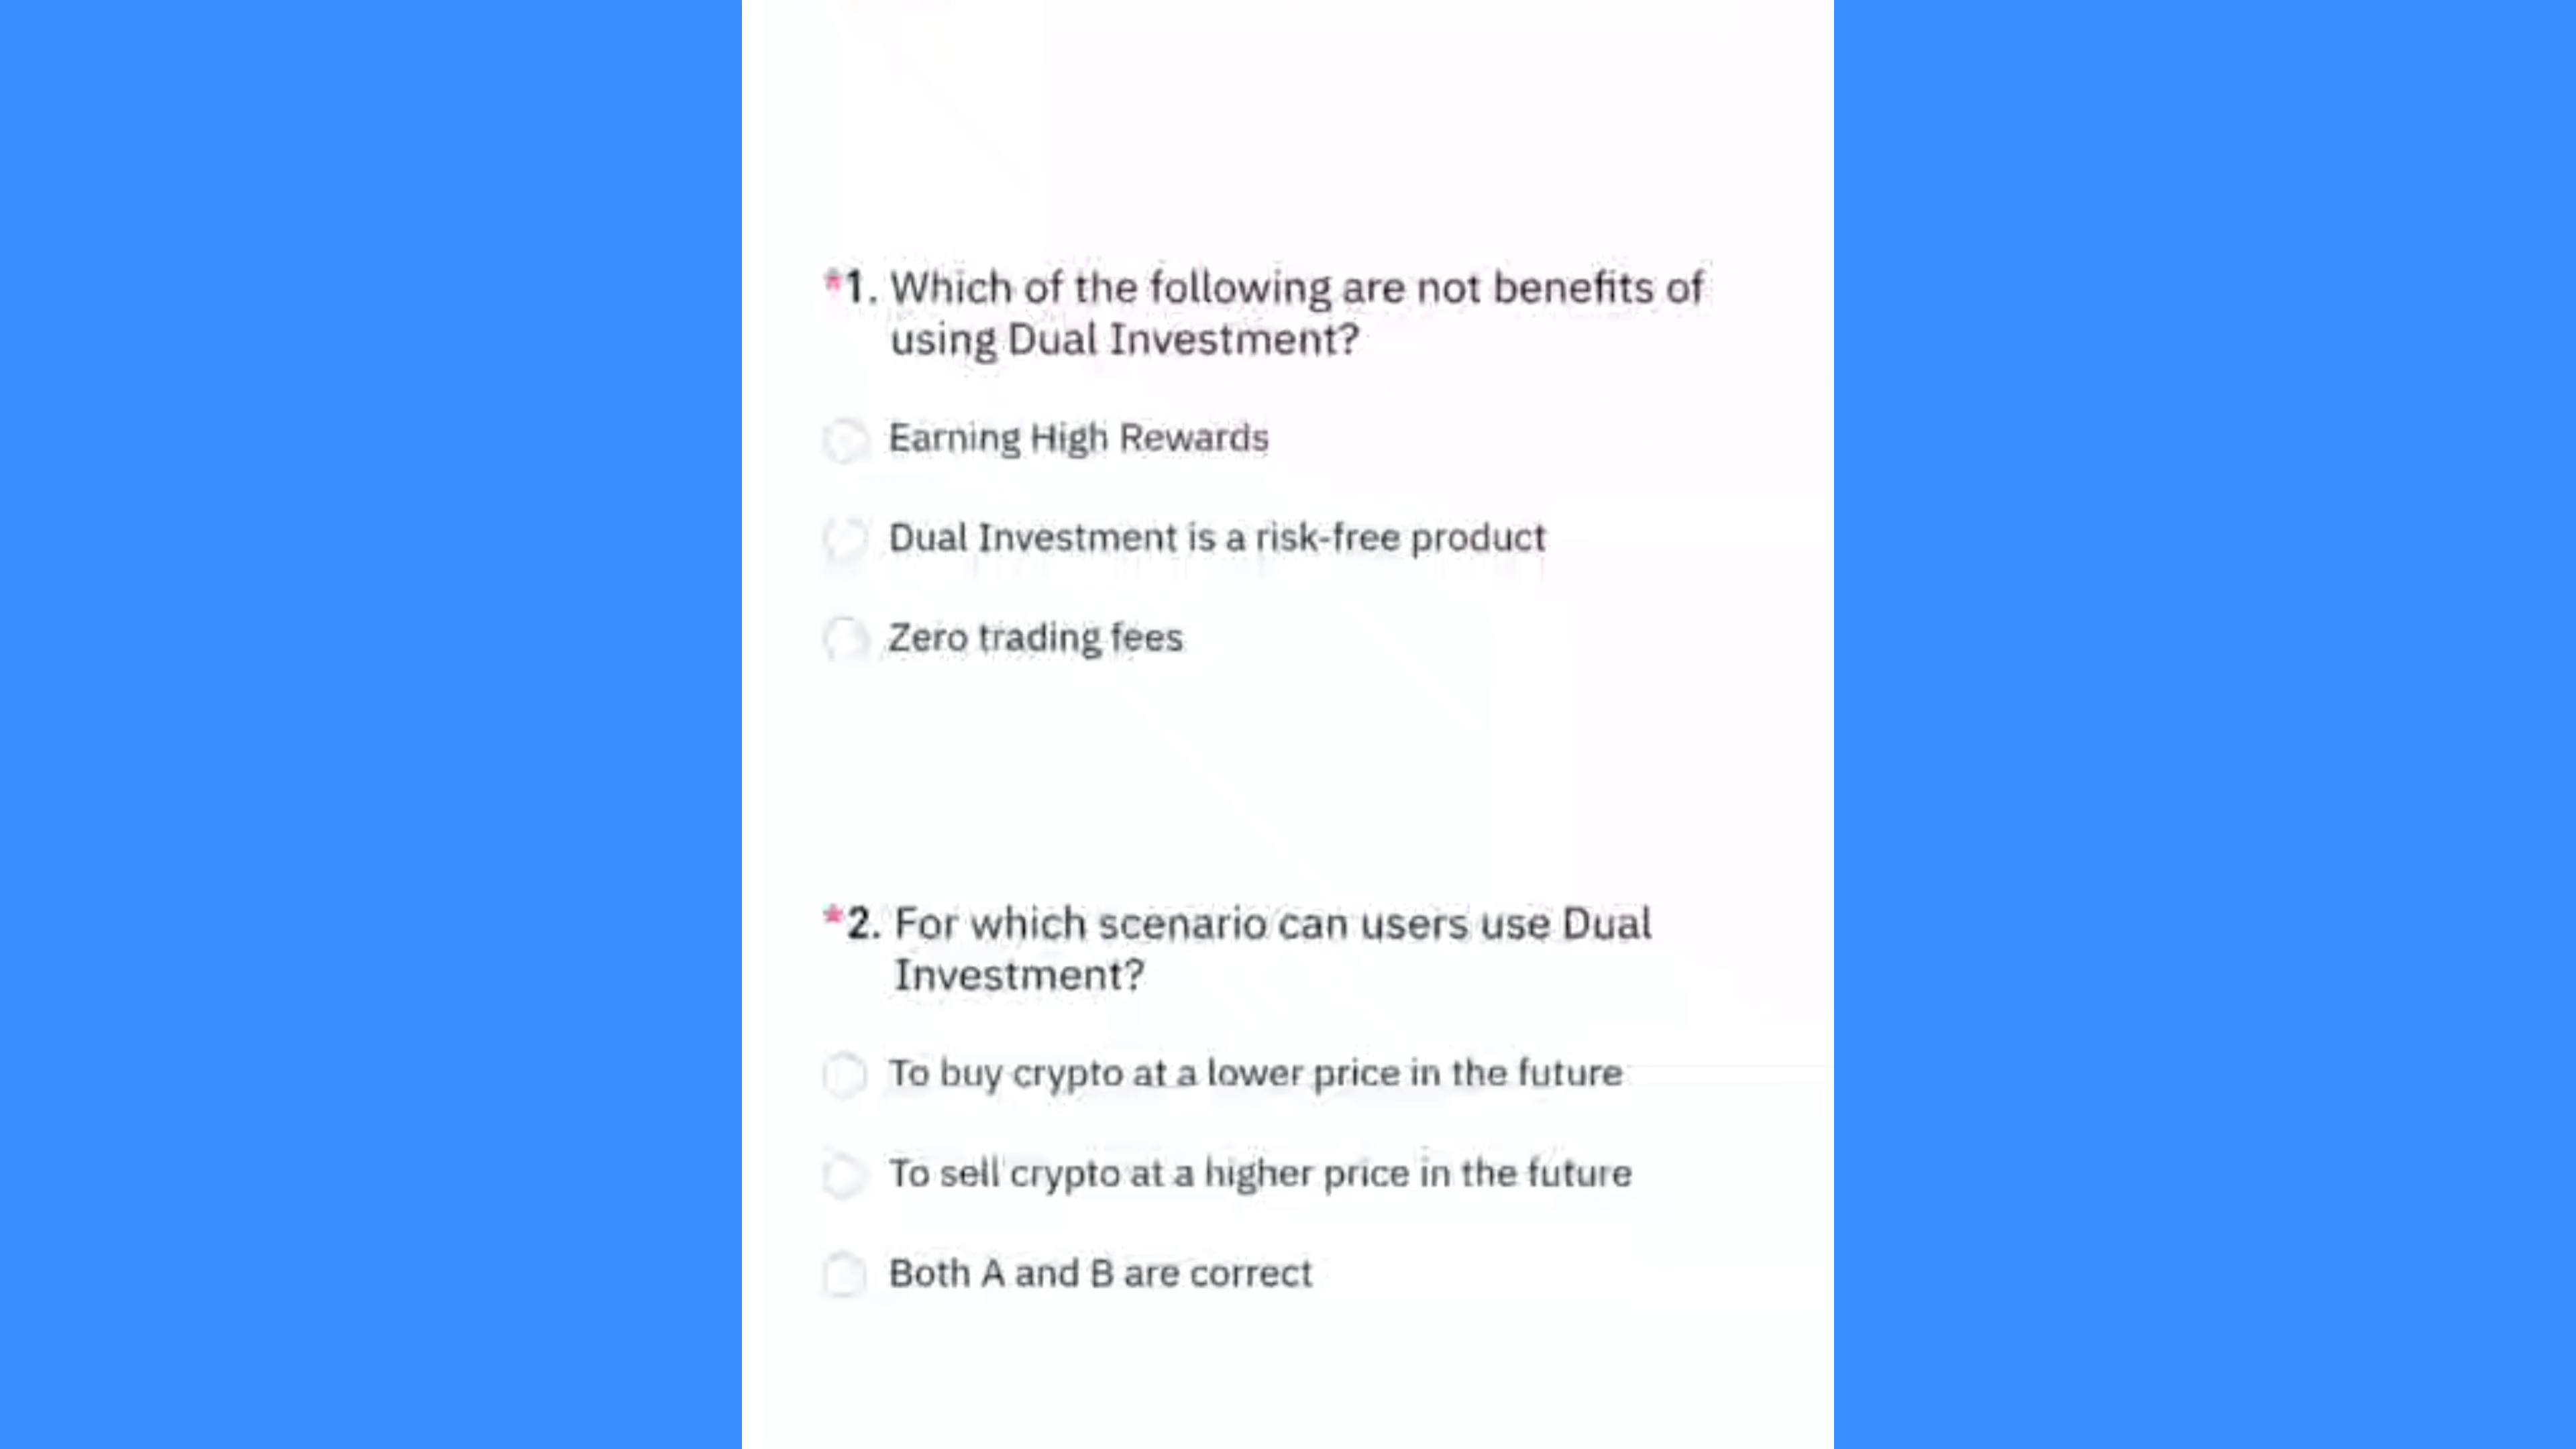 *1. Which of the following are not benefits of
using Dual Investment?
Earning High Rewards
Dual Investment is a risk-free product
Zero trading fees
*2. For which scenario can users use Dual
Investment?
To buy crypto at a lower price in the future
To sell crypto at a higher price in the future
Both A and B are correct